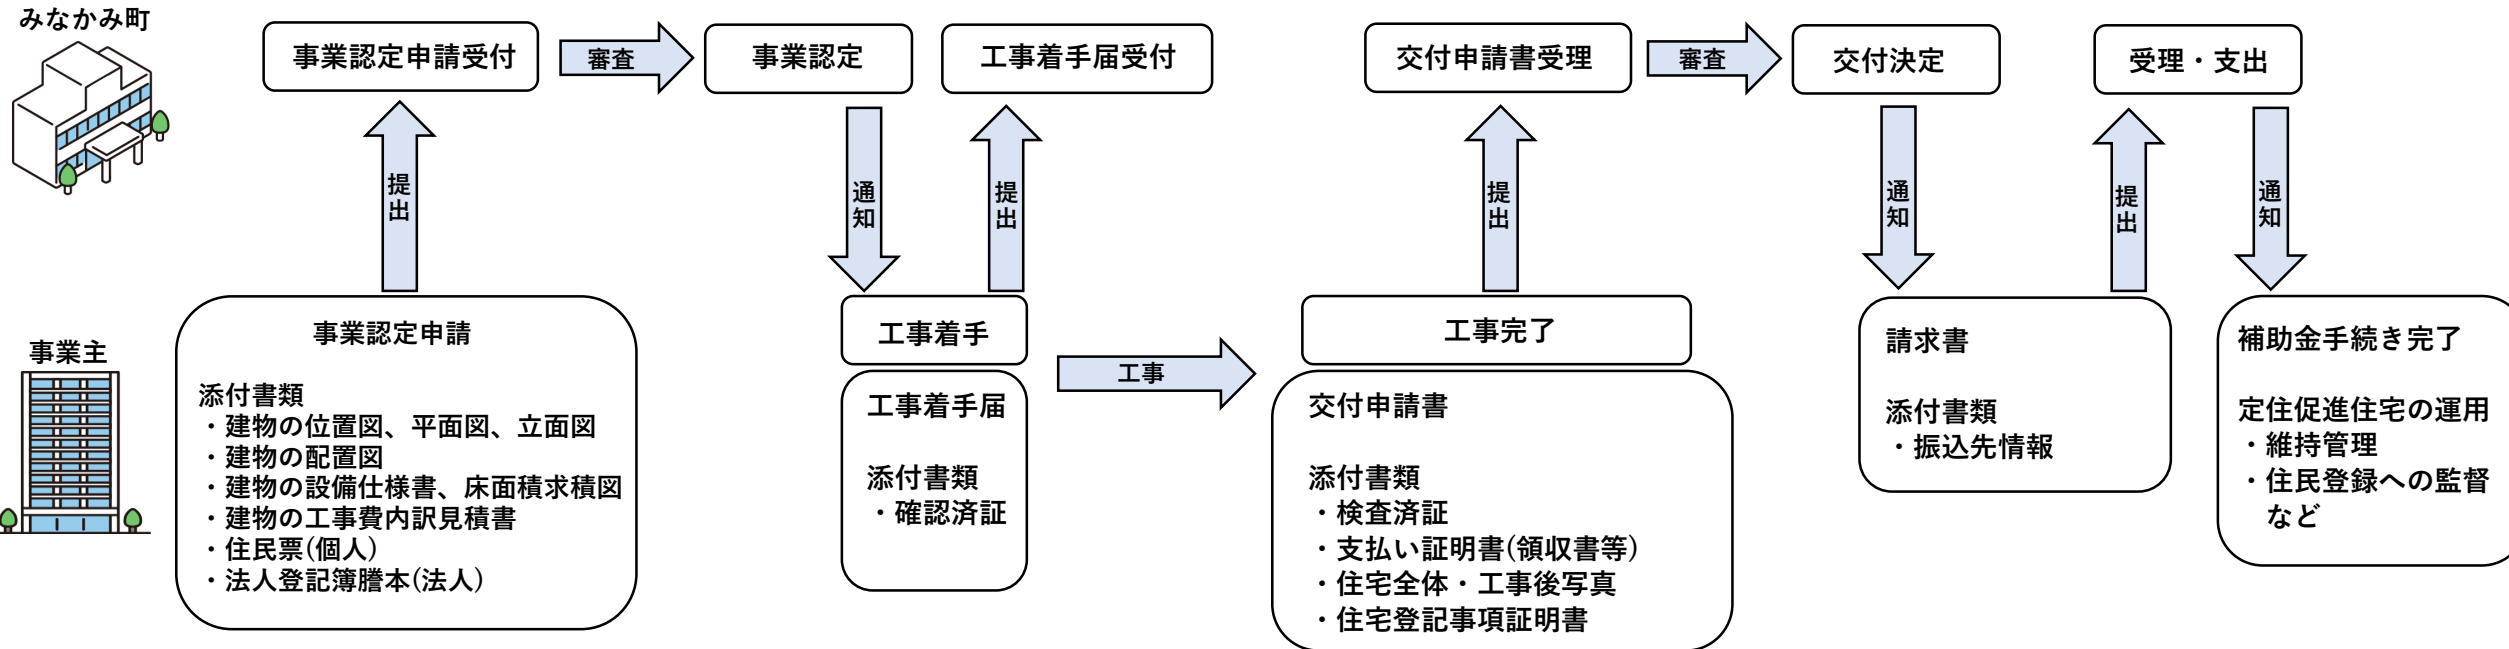 みなかみ町
事業認定申請受付
審査
事業認定
工事着手届受付
交付申請書受理
審査
交付決定
受理・支出
提出
通知
提出
提出
通知
提出
通知
事業主
事業認定申請
添付書類
・建物の位置図、平面図、立面図
・建物の配置図
・建物の設備仕様書、床面積求積図
・建物の工事費内訳見積書
・住民票(個人)
・法人登記簿謄本(法人)
工事着手
工事着手届
添付書類
・確認済証
工事
工事完了
交付申請書
添付書類
・検査済証
・支払い証明書(領収書等)
・住宅全体・工事後写真
・住宅登記事項証明書
請求書
添付書類
・振込先情報
補助金手続き完了
定住促進住宅の運用
・維持管理
・住民登録への監督
など